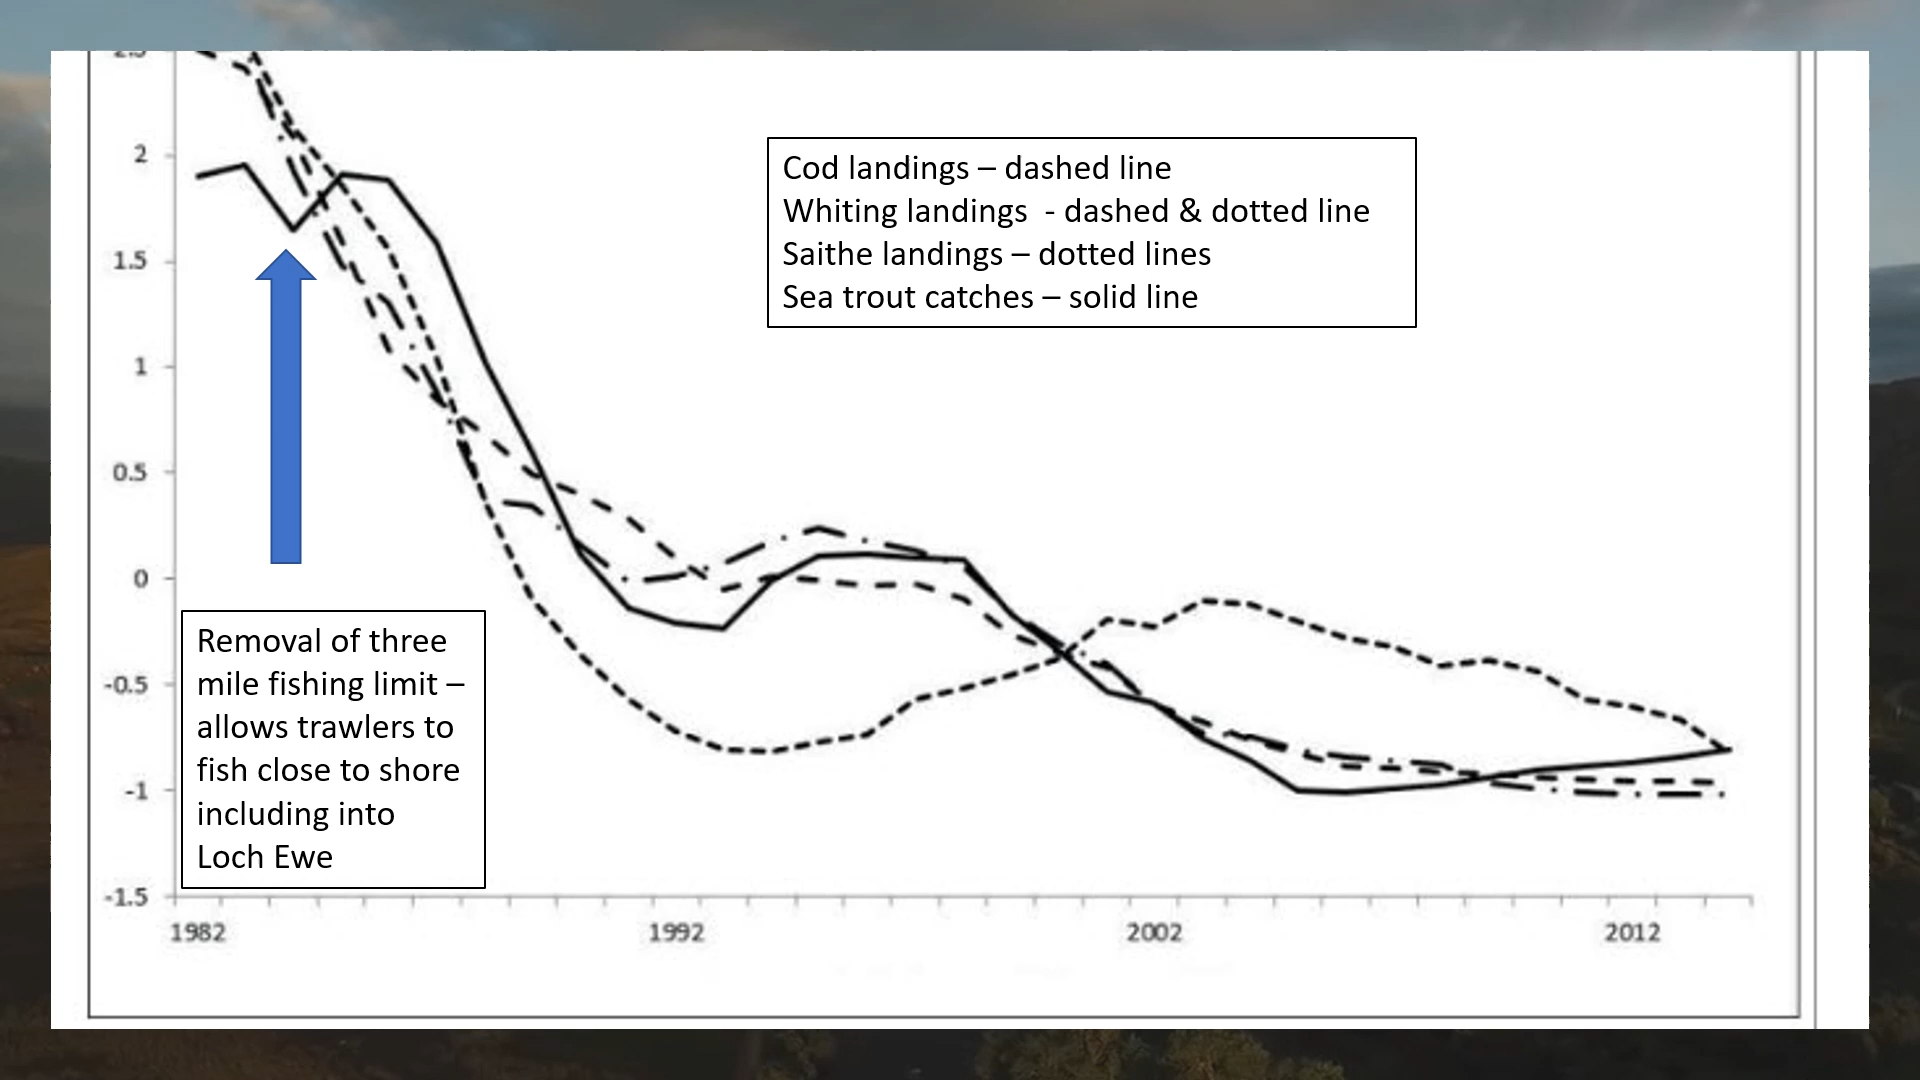 2.5
2
1.5
1
0.5
0
-0.5
-1
-1.5
1982 1992 2002 2012
Cod landings – dashed line
Whiting landings - dashed & dotted line
Saithe landings – dotted lines
Sea trout catches – solid line
Removal of three
mile fishing limit –
allows trawlers to
fish close to shore
including into
Loch Ewe